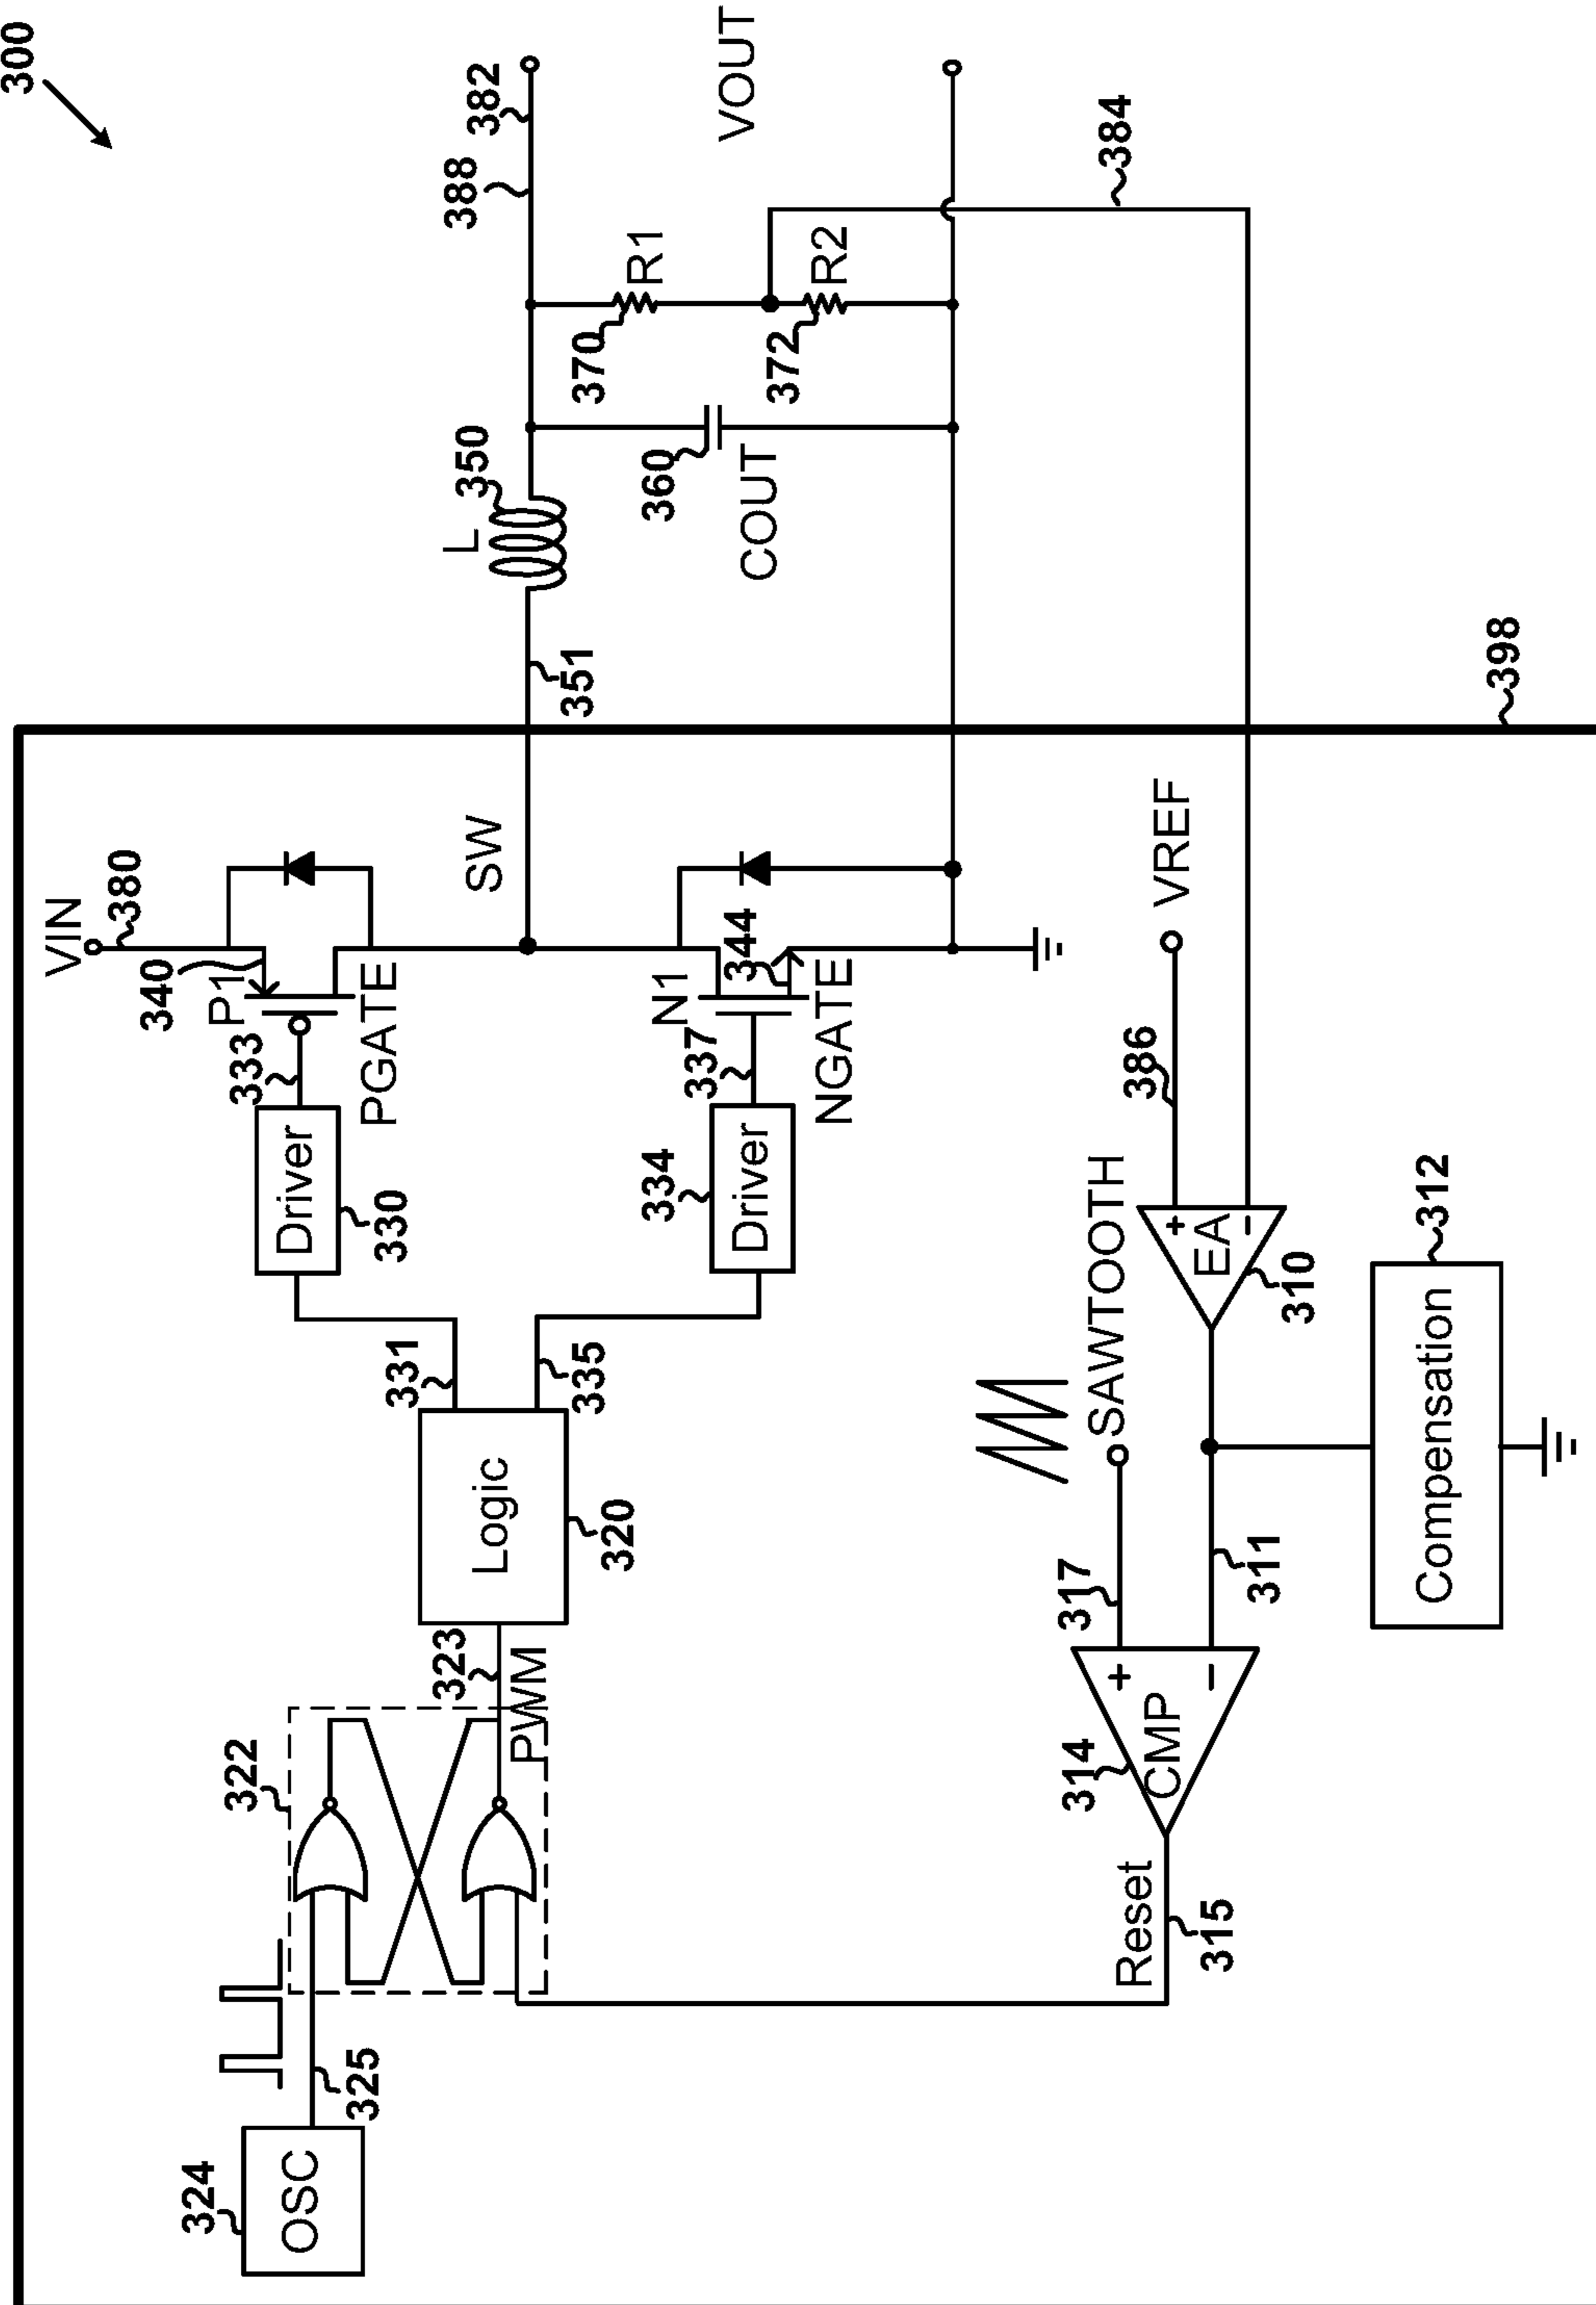 300
VIN
380
340
P1
333
PGATE
Driver
330
331
SW
351
L
350
388
382
370
R1
372
R2
360
COUT
VOUT
384
N1
344
337
NGATE
334
Driver
335
Logic
320
323
PWM
322
324
OSC
325
VREF
386
SAWTOOTH
317
+
-
EA
310
311
+
-
CMP
314
Reset
315
312
Compensation
398